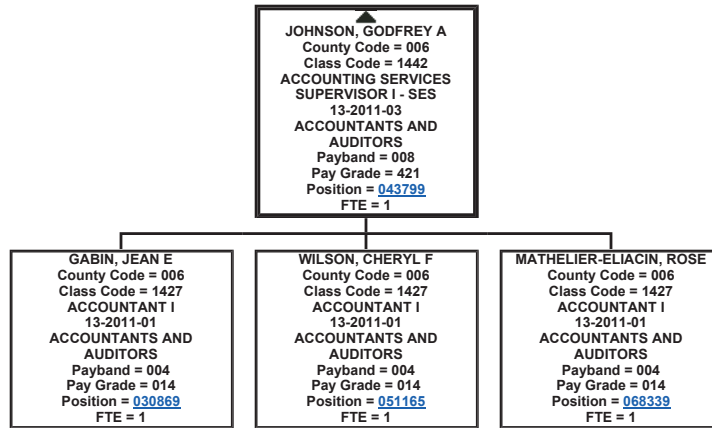 JOHNSON, GODFREY A
County Code = 006
Class Code = 1442
ACCOUNTING SERVICES
SUPERVISOR I - SES
13-2011-03
ACCOUNTANTS AND
AUDITORS
Payband = 008
Pay Grade = 421
Position = 043799
FTE = 1
GABIN, JEAN E
County Code = 006
Class Code = 1427
ACCOUNTANT I
13-2011-01
ACCOUNTANTS AND
AUDITORS
Payband = 004
Pay Grade = 014
Position = 030869
FTE = 1
WILSON, CHERYL F
County Code = 006
Class Code = 1427
ACCOUNTANT I
13-2011-01
ACCOUNTANTS AND
AUDITORS
Payband = 004
Pay Grade = 014
Position = 051165
FTE = 1
MATHELIER-ELIACIN, ROSE
County Code = 006
Class Code = 1427
ACCOUNTANT I
13-2011-01
ACCOUNTANTS AND
AUDITORS
Payband = 004
Pay Grade = 014
Position = 068339
FTE = 1